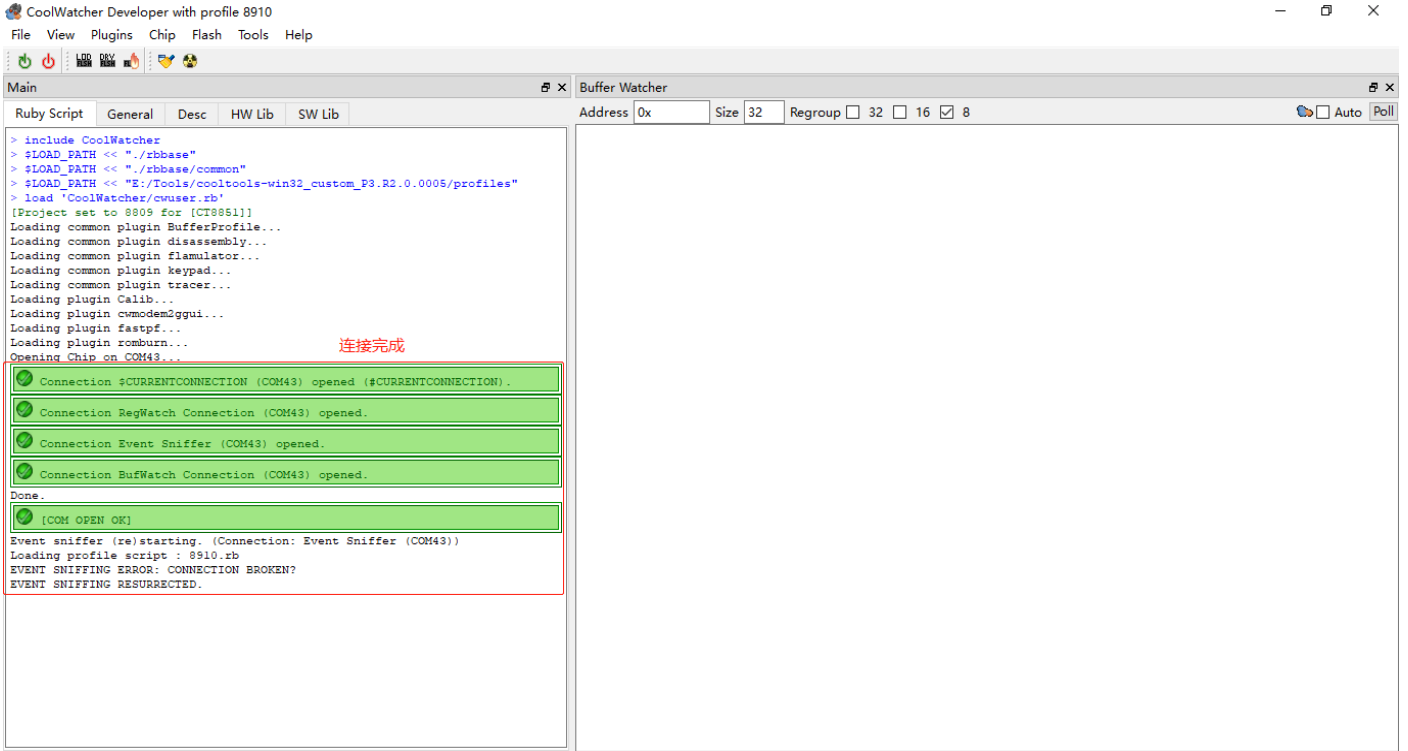 CoolWatcher Developer with profile 8910
File View Plugins Chip Flash Tools Help
Main
Buffer Watcher
Ruby Script General Desc HW Lib SW Lib
Address 0x Size 32 Regroup 32 16 8 Auto Poll
> include CoolWatcher
> $LOAD_PATH << "./rbbase"
> $LOAD_PATH << "./rbbase/common"
> $LOAD_PATH << "E:/Tools/cooltools-win32_custom_P3.R2.0.0005/profiles"
> load 'CoolWatcher/cwuser.rb'
[Project set to 8809 for [CT8851]]
Loading common plugin BufferProfile...
Loading common plugin disassembly...
Loading common plugin flamulator...
Loading common plugin keypad...
Loading common plugin tracer...
Loading plugin Calib...
Loading plugin cwmodem2ggui...
Loading plugin fastpf...
Loading plugin romburn...
连接完成
Opening Chip on COM43...
Connection $CURRENTCONNECTION (COM43) opened (#CURRENTCONNECTION).
Connection RegWatch Connection (COM43) opened.
Connection Event Sniffer (COM43) opened.
Connection BufWatch Connection (COM43) opened.
Done.
[COM OPEN OK]
Event sniffer (re)starting. (Connection: Event Sniffer (COM43))
Loading profile script : 8910.rb
EVENT SNIFFING ERROR: CONNECTION BROKEN?
EVENT SNIFFING RESURRECTED.